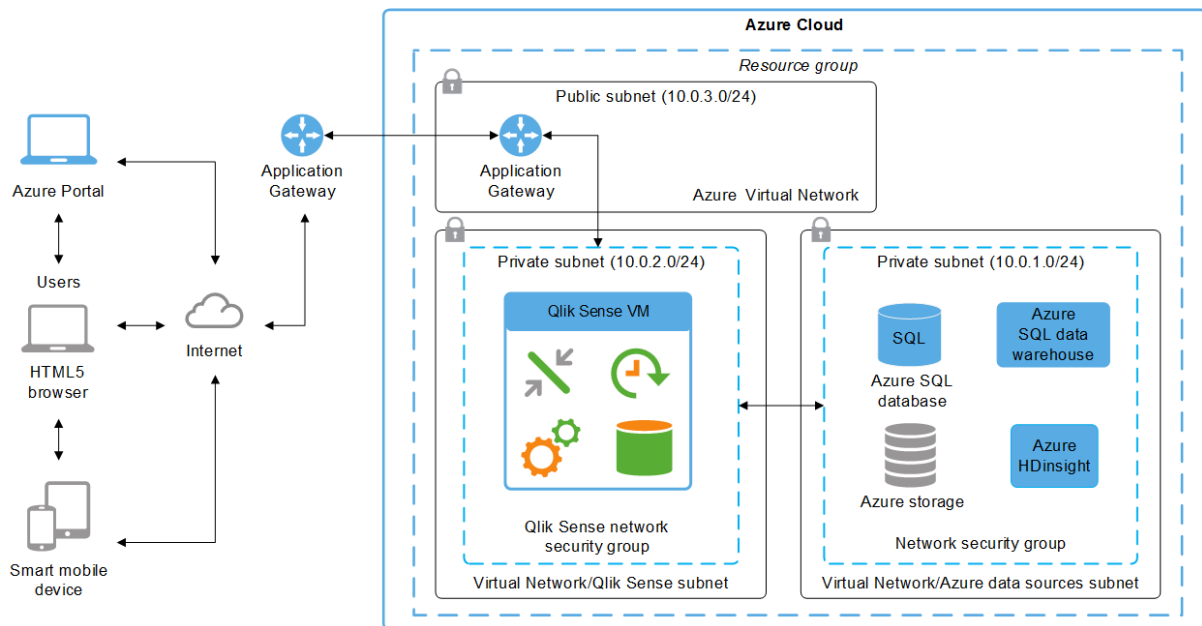 Azure Cloud
Resource group
Public subnet (10.0.3.0/24)
Application
Gateway
Azure Virtual Network
Azure Portal
Application
Gateway
Users
HTML5
browser
Internet
Smart mobile
device
Private subnet (10.0.2.0/24)
Qlik Sense VM
Qlik Sense network
security group
Virtual Network/Qlik Sense subnet
Private subnet (10.0.1.0/24)
SQL
Azure SQL
database
Azure
SQL data
warehouse
Azure storage
Azure
HDinsight
Network security group
Virtual Network/Azure data sources subnet